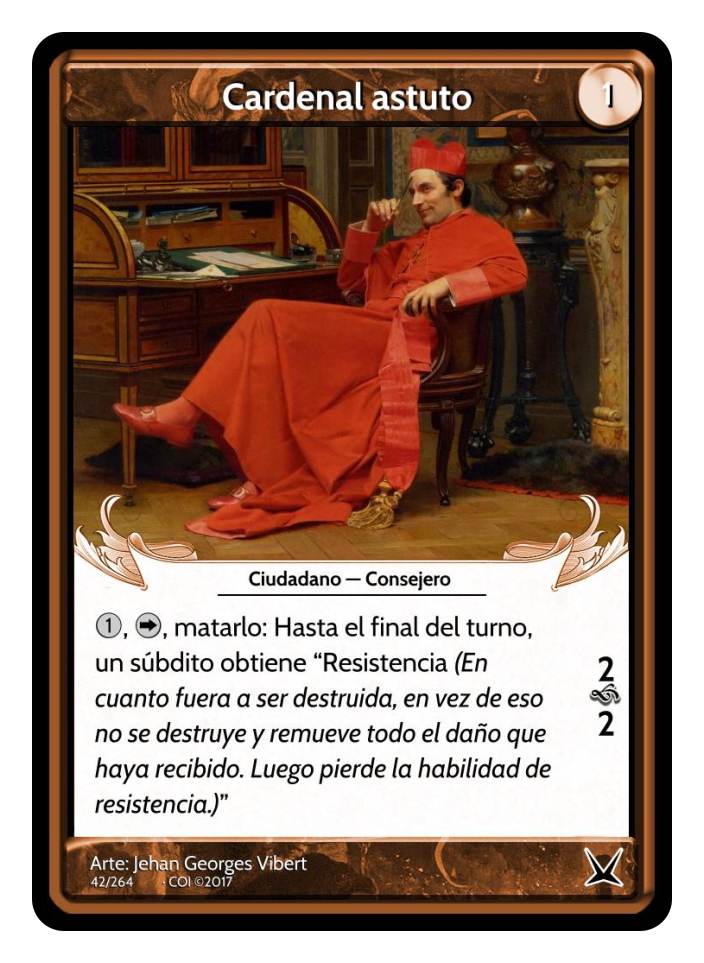 Cardenal astuto
1
Ciudadano — Consejero
1, ➡, matarlo: Hasta el final del turno,
un súbdito obtiene “Resistencia (En
cuanto fuera a ser destruida, en vez de eso
no se destruye y remueve todo el daño que
haya recibido. Luego pierde la habilidad de
resistencia.)”
2
2
Arte: Jehan Georges Vibert
42/264 · COI ©2017